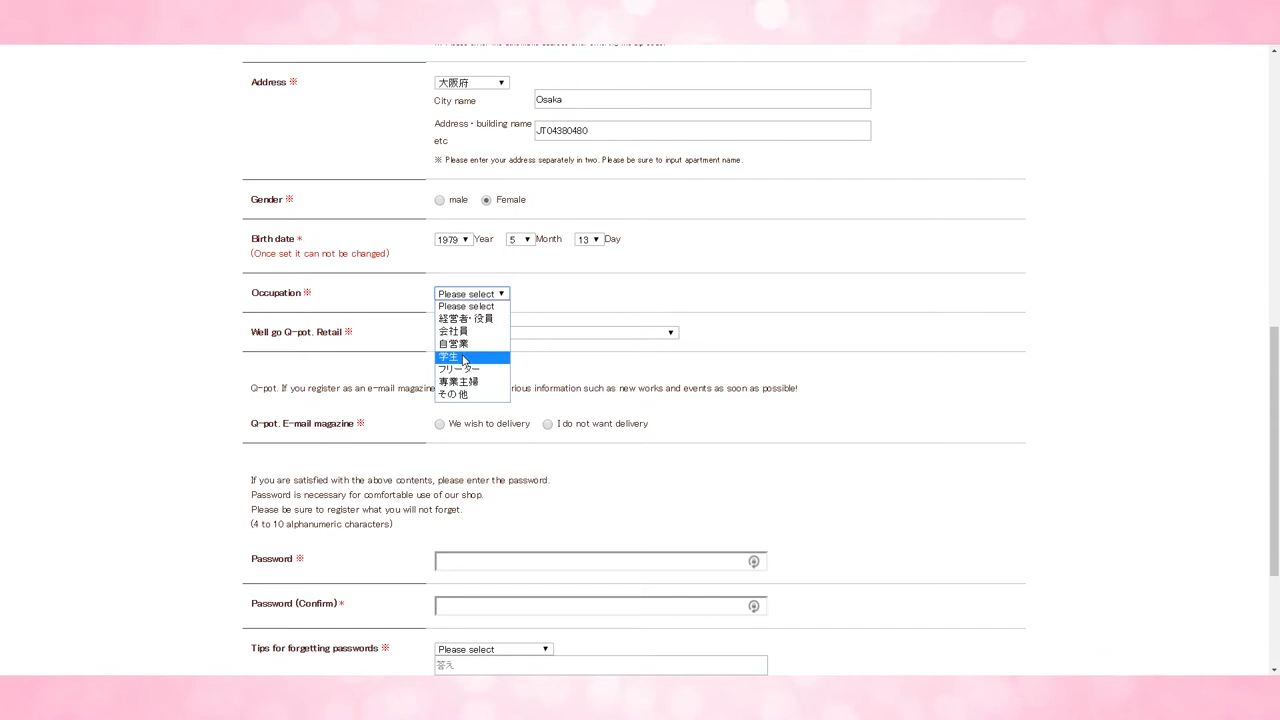 Address ※
大阪府
City name
Osaka
Address・building name
etc
JT04380480
※ Please enter your address separately in two. Please be sure to input apartment name.
Gender ※
male
Female
Birth date *
(Once set it can not be changed)
1979 Year 5 Month 13 Day
Occupation ※
Please select
Please select
経営者・役員
会社員
自営業
学生
フリーター
専業主婦
その他
Well go Q-pot. Retail ※
Q-pot. If you register as an e-mail magazine
rious information such as new works and events as soon as possible!
Q-pot. E-mail magazine ※
We wish to delivery
I do not want delivery
If you are satisfied with the above contents, please enter the password.
Password is necessary for comfortable use of our shop.
Please be sure to register what you will not forget.
(4 to 10 alphanumeric characters)
Password ※
Password (Confirm) *
Tips for forgetting passwords ※
Please select
答え